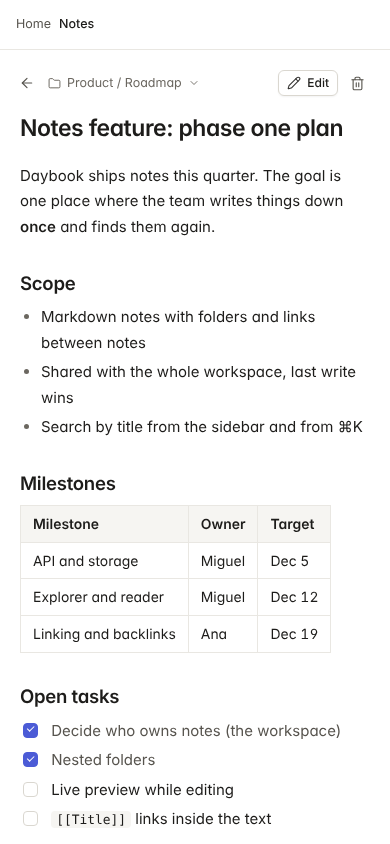 Home Notes
Product / Roadmap
Edit
Notes feature: phase one plan
Daybook ships notes this quarter. The goal is
one place where the team writes things down
once and finds them again.
Scope
Markdown notes with folders and links
between notes
Shared with the whole workspace, last write
wins
Search by title from the sidebar and from ⌘K
Milestones
Milestone Owner Target
API and storage Miguel Dec 5
Explorer and reader Miguel Dec 12
Linking and backlinks Ana Dec 19
Open tasks
Decide who owns notes (the workspace)
Nested folders
Live preview while editing
[[Title]] links inside the text